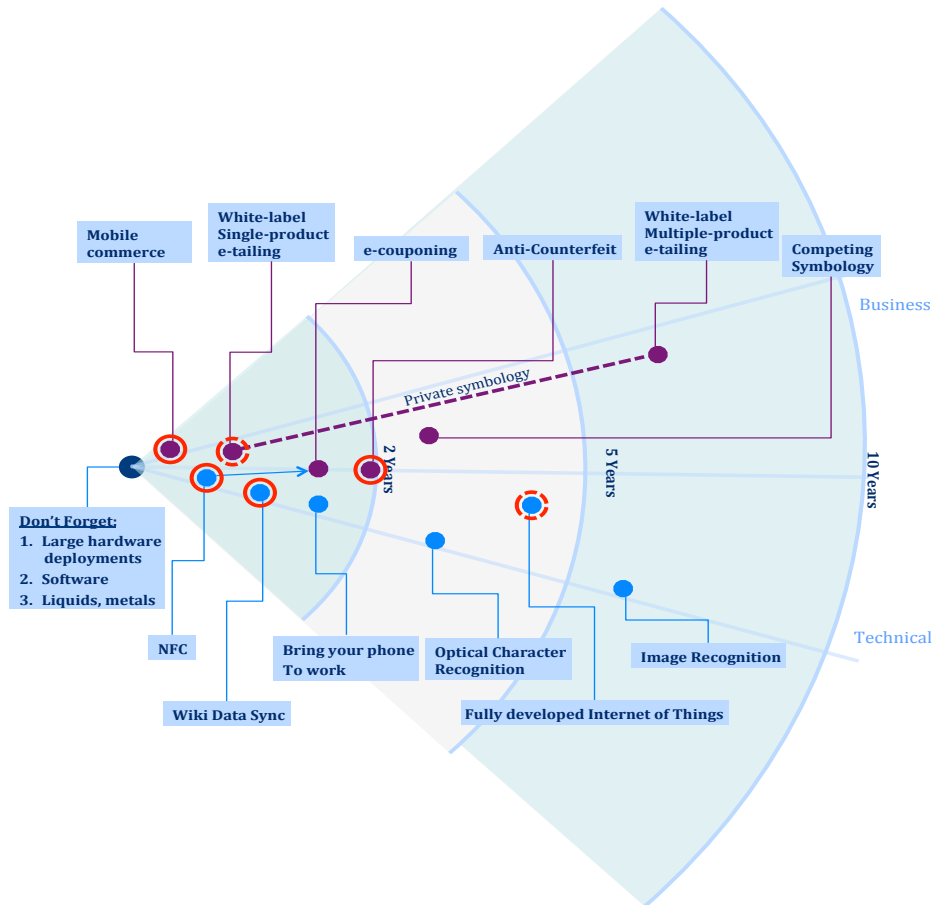 White-label
Single-product
e-tailing
White-label
Multiple-product
e-tailing
Mobile
commerce
e-couponing
Anti-Counterfeit
Competing
Symbology
Business
Private symbology
2 Years
5 Years
10 Years
Don't Forget:
1. Large hardware
deployments
2. Software
3. Liquids, metals
Technical
NFC
Bring your phone
To work
Optical Character
Recognition
Image Recognition
Wiki Data Sync
Fully developed Internet of Things